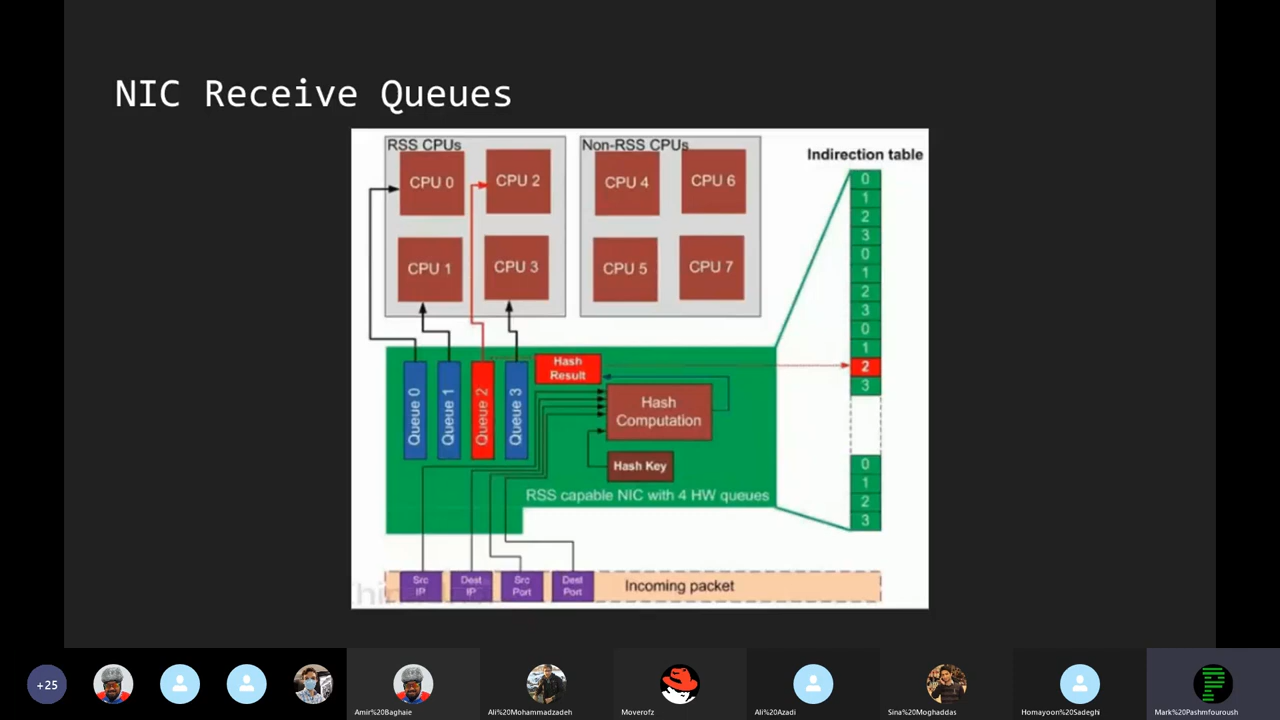 NIC Receive Queues
RSS CPUs
CPU 0
CPU 2
CPU 1
CPU 3
Non-RSS CPUs
CPU 4
CPU 6
CPU 5
CPU 7
Indirection table
0
1
2
3
0
1
2
3
0
1
2
3
0
1
2
3
Queue 0
Queue 1
Queue 2
Queue 3
Hash
Result
Hash
Computation
Hash Key
RSS capable NIC with 4 HW queues
Src
IP
Dest
IP
Src
Port
Dest
Port
Incoming packet
+25
Amir%20Baghaie
Ali%20Mohammadzadeh
Moverofz
Ali%20Azadi
Sina%20Moghaddas
Homayoon%20Sadeghi
Mark%20Pashmfouroush